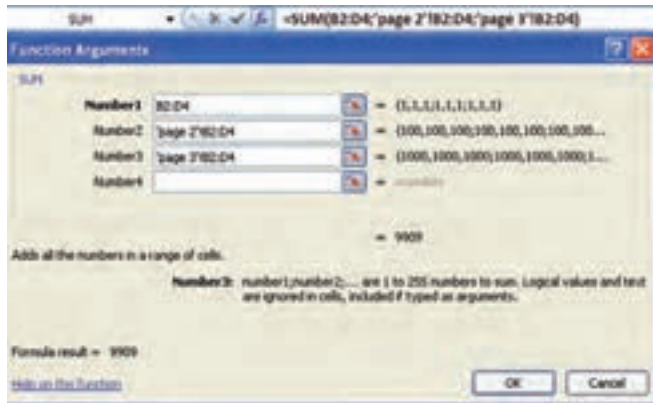 SUM =SUM(B2:D4;'page 2'!B2:D4;'page 3'!B2:D4)
Function Arguments
SUM
Number1 B2:D4 = {1,1,1;1,1,1;1,1,1}
Number2 'page 2'!B2:D4 = {100,100,100;100,100,100;100,100...
Number3 'page 3'!B2:D4 = {1000,1000,1000;1000,1000,1000;1...
Number4 = number
= 9909
Adds all the numbers in a range of cells.
Number3: number1;number2;... are 1 to 255 numbers to sum. Logical values and text
are ignored in cells, included if typed as arguments.
Formula result = 9909
Help on this function OK Cancel